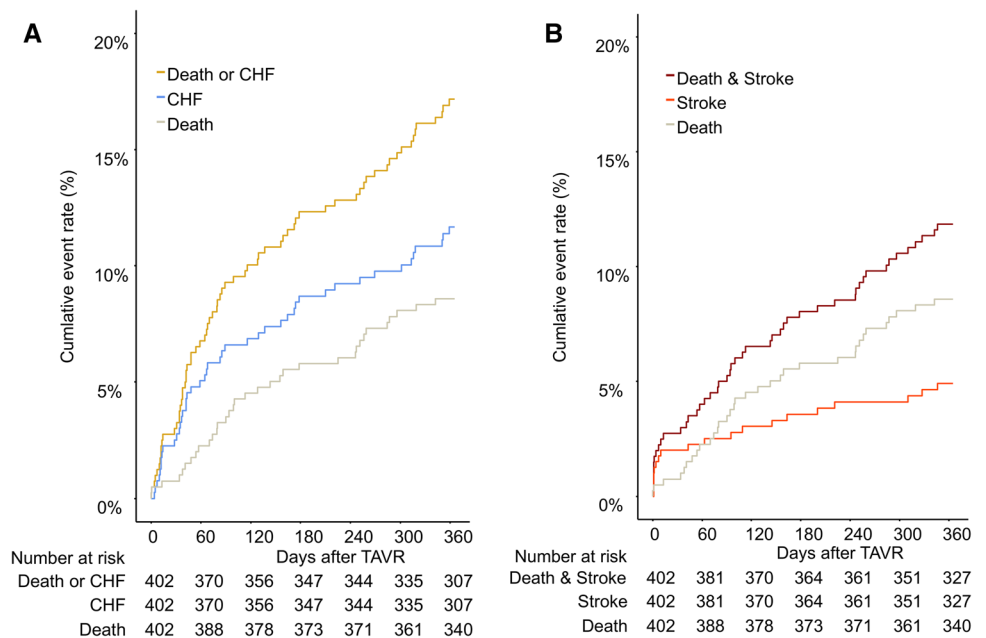 A
20%
15%
10%
5%
0%
Cumlative event rate (%)
Death or CHF
CHF
Death
0 60 120 180 240 300 360
Days after TAVR
Number at risk
Death or CHF 402 370 356 347 344 335 307
CHF 402 370 356 347 344 335 307
Death 402 388 378 373 371 361 340
B
20%
15%
10%
5%
0%
Cumlative event rate (%)
Death & Stroke
Stroke
Death
0 60 120 180 240 300 360
Days after TAVR
Number at risk
Death & Stroke 402 381 370 364 361 351 327
Stroke 402 381 370 364 361 351 327
Death 402 388 378 373 371 361 340